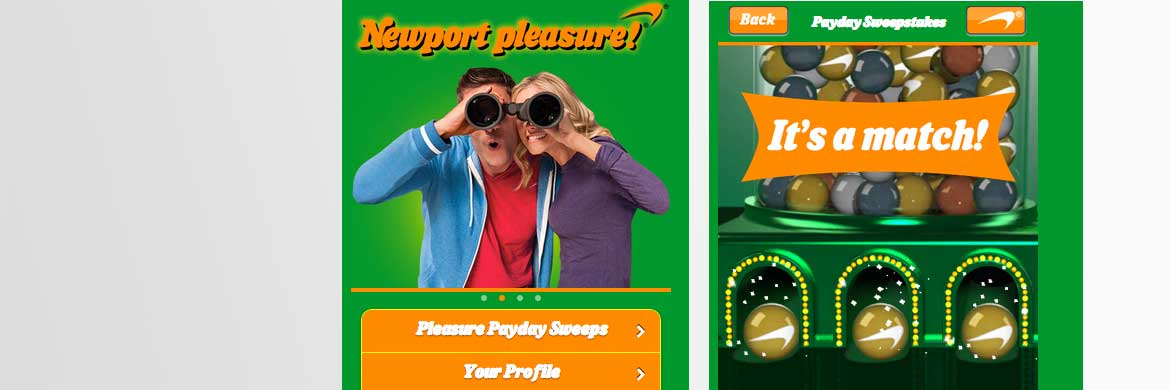 Newport pleasure!
Pleasure Payday Sweeps
Your Profile
Back
Payday Sweepstakes
®
It's a match!